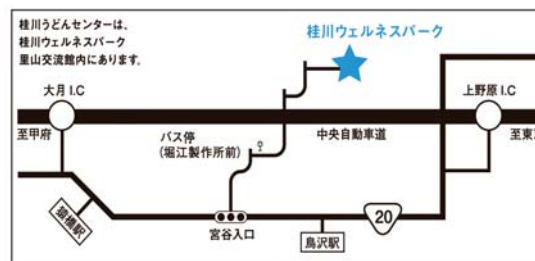 桂川うどんセンターは、
桂川ウェルネスパーク
里山交流館内にあります。
桂川ウェルネスパーク
大月 I.C
上野原 I.C
至甲府
中央自動車道
至東
バス停
(堀江製作所前)
猿橋駅
宮谷入口
鳥沢駅
20